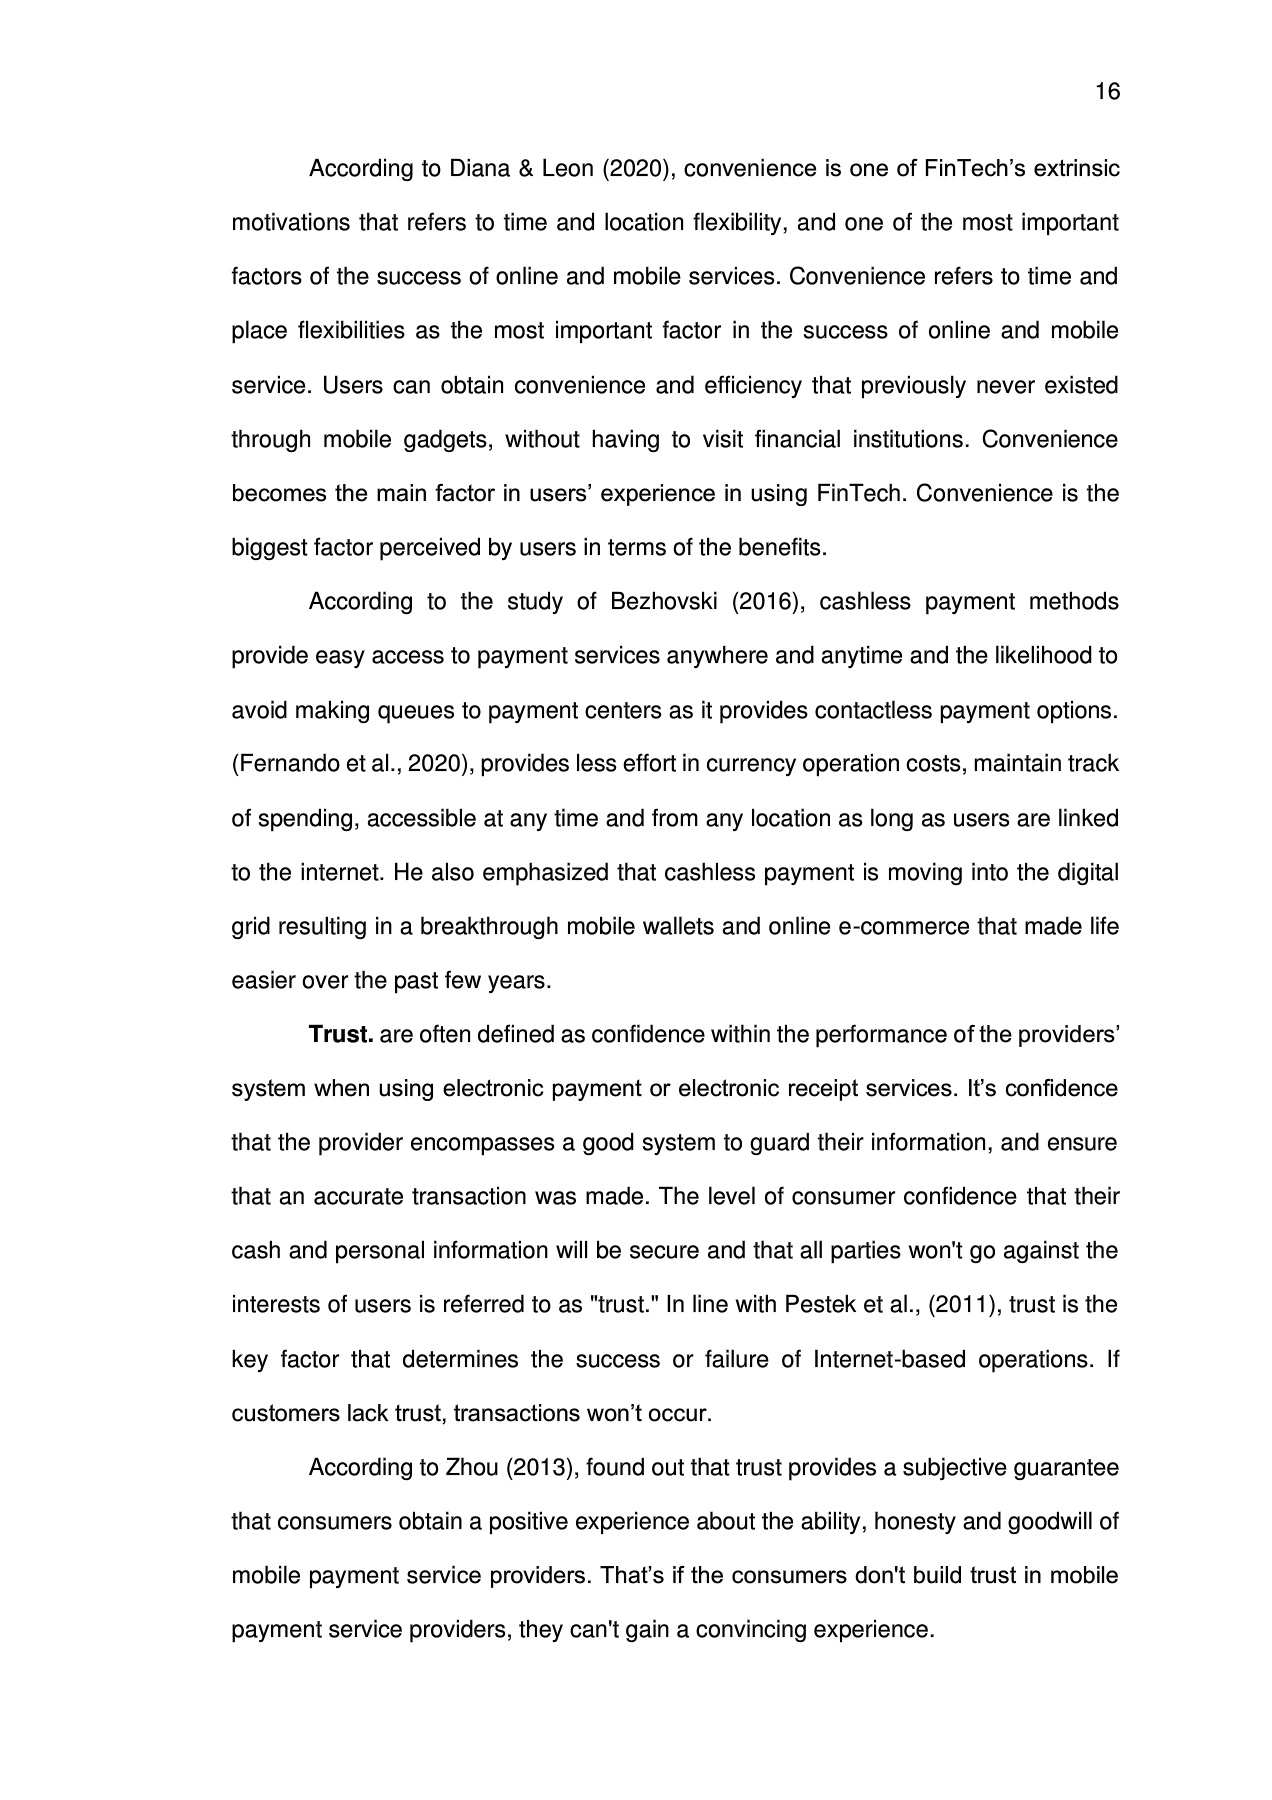 16
According to Diana & Leon (2020), convenience is one of FinTech’s extrinsic
motivations that refers to time and location flexibility, and one of the most important
factors of the success of online and mobile services. Convenience refers to time and
place flexibilities as the most important factor in the success of online and mobile
service. Users can obtain convenience and efficiency that previously never existed
through mobile gadgets, without having to visit financial institutions. Convenience
becomes the main factor in users’ experience in using FinTech. Convenience is the
biggest factor perceived by users in terms of the benefits.
According to the study of Bezhovski (2016), cashless payment methods
provide easy access to payment services anywhere and anytime and the likelihood to
avoid making queues to payment centers as it provides contactless payment options.
(Fernando et al., 2020), provides less effort in currency operation costs, maintain track
of spending, accessible at any time and from any location as long as users are linked
to the internet. He also emphasized that cashless payment is moving into the digital
grid resulting in a breakthrough mobile wallets and online e-commerce that made life
easier over the past few years.
Trust. are often defined as confidence within the performance of the providers’
system when using electronic payment or electronic receipt services. It’s confidence
that the provider encompasses a good system to guard their information, and ensure
that an accurate transaction was made. The level of consumer confidence that their
cash and personal information will be secure and that all parties won't go against the
interests of users is referred to as "trust." In line with Pestek et al., (2011), trust is the
key factor that determines the success or failure of Internet-based operations. If
customers lack trust, transactions won’t occur.
According to Zhou (2013), found out that trust provides a subjective guarantee
that consumers obtain a positive experience about the ability, honesty and goodwill of
mobile payment service providers. That’s if the consumers don't build trust in mobile
payment service providers, they can't gain a convincing experience.